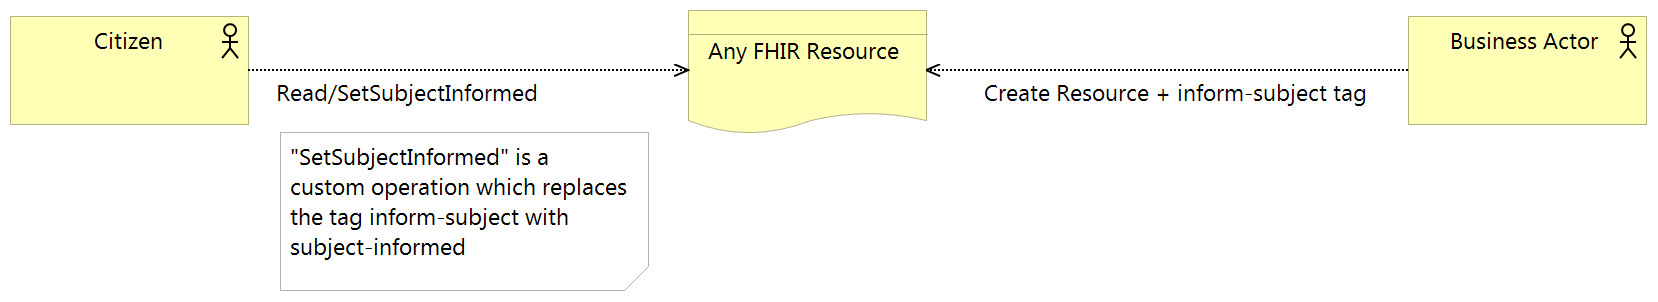 Citizen
Any FHIR Resource
Business Actor
Read/SetSubjectInformed
Create Resource + inform-subject tag
"SetSubjectInformed" is a
custom operation which replaces
the tag inform-subject with
subject-informed